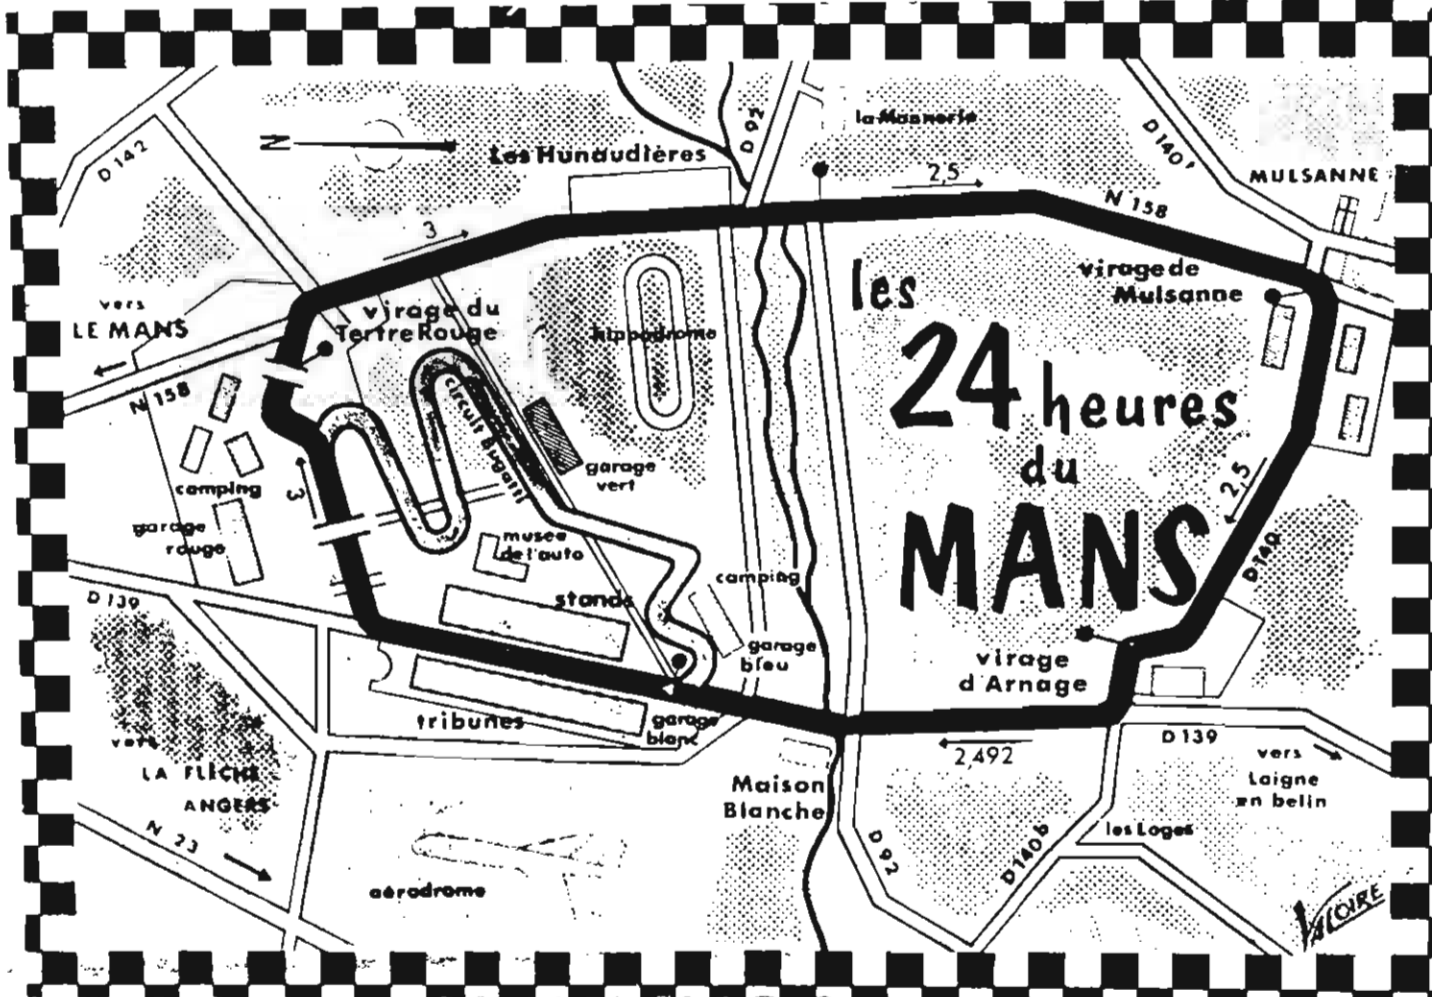 D 92
la Mannerie
D140f
N
D 142
Les Hunaudières
2,5
MULSANNE
N 158
3
virage de
Mulsanne
les
24 heures
du
MANS
vers
LE MANS
virage du
Tertre Rouge
hippodrome
N 158
circuit Bugatti
garage
vert
camping
3
garage
rouge
musée
de l'auto
2,5
D140
camping
stands
D 139
garage
bleu
virage
d'Arnage
tribunes
garage
blanc
D 139
vers
LA FLÈCHE
ANGERS
2,492
vers
Laigne
en belin
Maison
Blanche
les Loges
N 23
D 92
D140b
aérodrome
VALOIRE